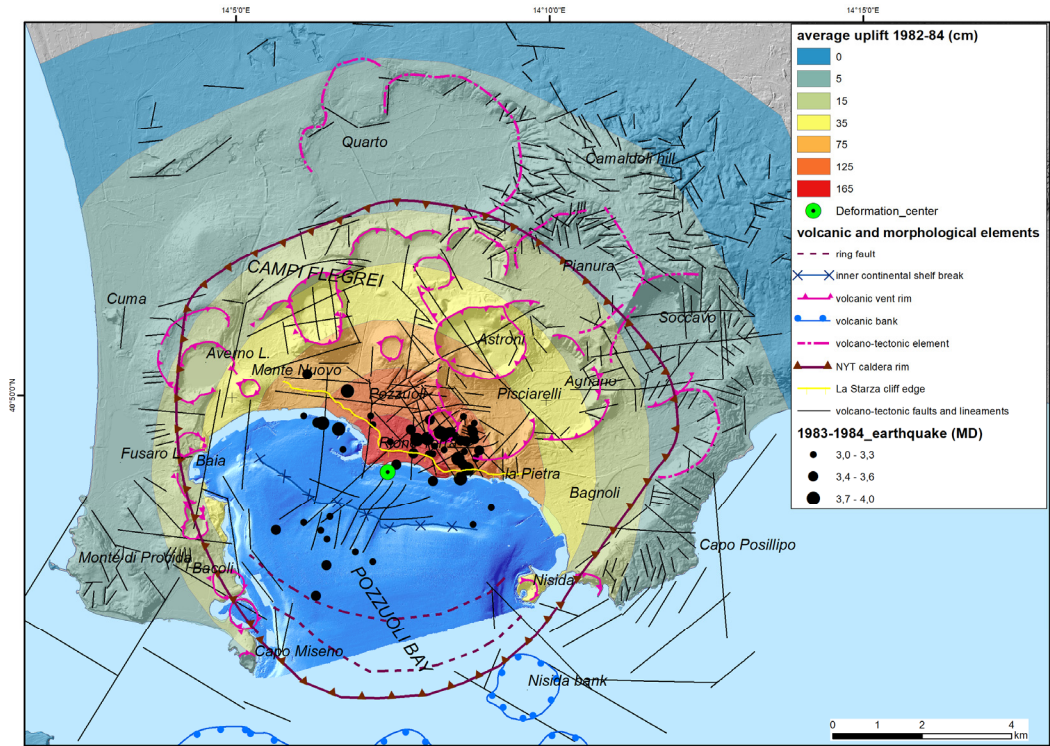 14°5'0"E
14°10'0"E
14°15'0"E
40°50'0"N
average uplift 1982-84 (cm)
0
5
15
35
75
125
165
Deformation_center
volcanic and morphological elements
ring fault
inner continental shelf break
volcanic vent rim
volcanic bank
volcano-tectonic element
NYT caldera rim
La Starza cliff edge
volcano-tectonic faults and lineaments
1983-1984_earthquake (MD)
3,0 - 3,3
3,4 - 3,6
3,7 - 4,0
Quarto
Camaldoli hill
CAMPI FLEGREI
Pianura
Cuma
Soccavo
Averno L.
Astroni
Monte Nuovo
Agnano
Pozzuoli
Pisciarelli
Fusaro L.
Baia
la Pietra
Bagnoli
Capo Posillipo
Monte di Procida
Bacoli
Nisida
POZZUOLI BAY
Capo Miseno
Nisida bank
0 1 2 4
km